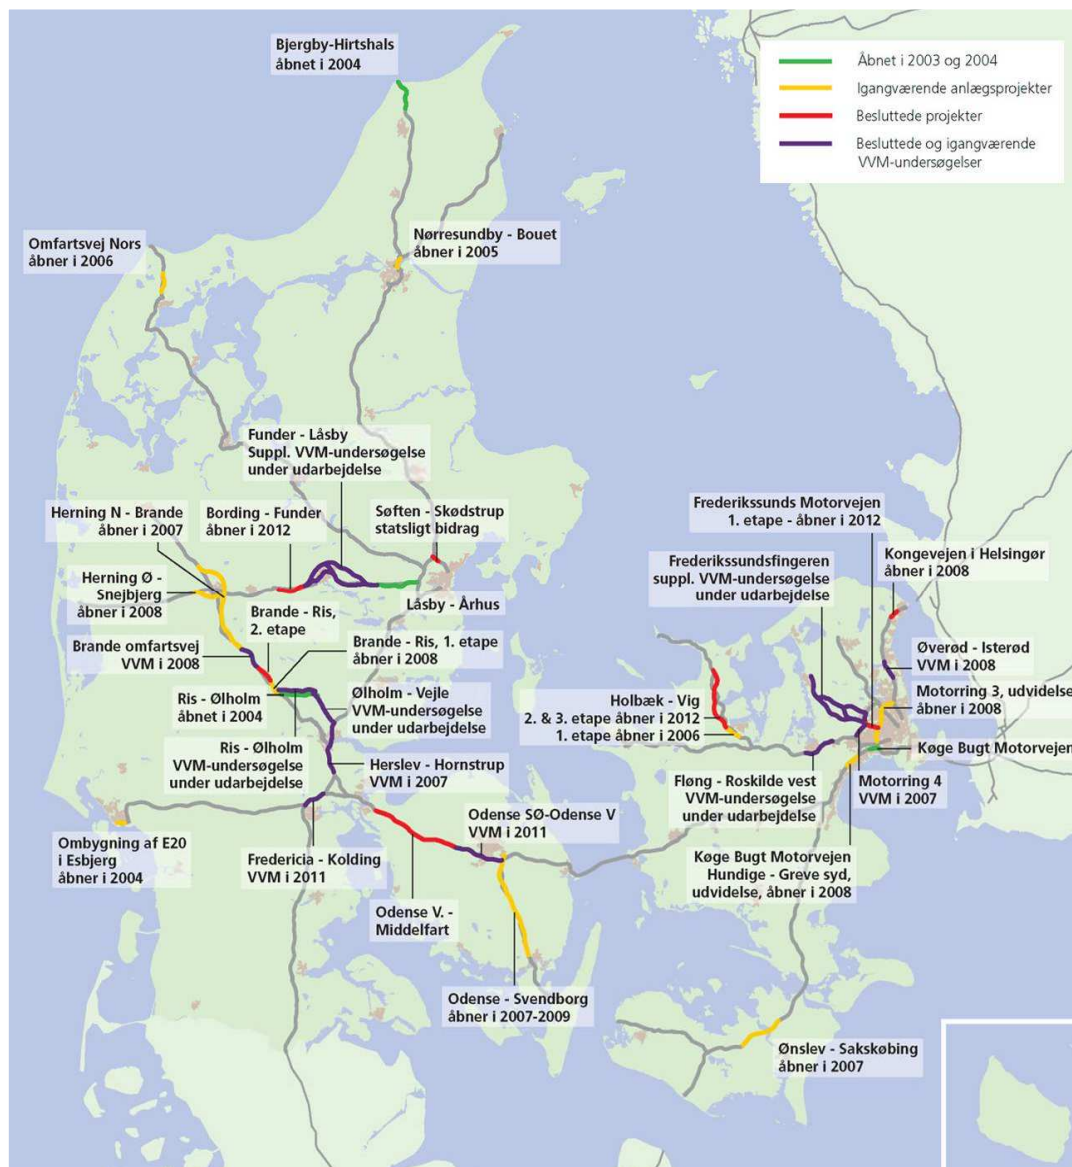 Bjergby-Hirtshals
åbnet i 2004
Åbnet i 2003 og 2004
Igangværende anlægsprojekter
Besluttede projekter
Besluttede og igangværende
VVM-undersøgelser
Omfartsvej Nors
åbner i 2006
Nørresundby - Bouet
åbner i 2005
Funder - Låsby
Suppl. VVM-undersøgelse
under udarbejdelse
Herning N - Brande
åbner i 2007
Bording - Funder
åbner i 2012
Søften - Skødstrup
statsligt bidrag
Frederikssunds Motorvejen
1. etape - åbner i 2012
Frederikssundsfingeren
suppl. VVM-undersøgelse
under udarbejdelse
Kongevejen i Helsingør
åbner i 2008
Herning Ø -
Snejbjerg
åbner i 2008
Brande - Ris,
2. etape
Låsby - Århus
Brande omfartsvej
VVM i 2008
Brande - Ris, 1. etape
åbner i 2008
Øverød - Isterød
VVM i 2008
Ris - Ølholm
åbnet i 2004
Ølholm - Vejle
VVM-undersøgelse
under udarbejdelse
Holbæk - Vig
2. & 3. etape åbner i 2012
1. etape åbner i 2006
Motorring 3, udvidelse
åbner i 2008
Køge Bugt Motorvejen
Ris - Ølholm
VVM-undersøgelse
under udarbejdelse
Herslev - Hornstrup
VVM i 2007
Fløng - Roskilde vest
VVM-undersøgelse
under udarbejdelse
Motorring 4
VVM i 2007
Ombygning af E20
i Esbjerg
åbner i 2004
Fredericia - Kolding
VVM i 2011
Odense SØ-Odense V
VVM i 2011
Køge Bugt Motorvejen
Hundige - Greve syd,
udvidelse, åbner i 2008
Odense V. -
Middelfart
Odense - Svendborg
åbner i 2007-2009
Ønslev - Sakskøbing
åbner i 2007